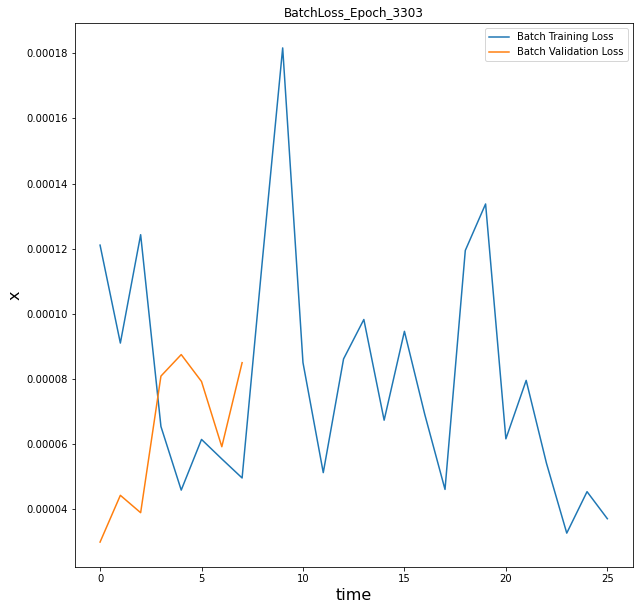 BatchLoss_Epoch_3303
Batch Training Loss
Batch Validation Loss
0.00018
0.00016
0.00014
0.00012
0.00010
0.00008
0.00006
0.00004
x
0 5 10 15 20 25
time